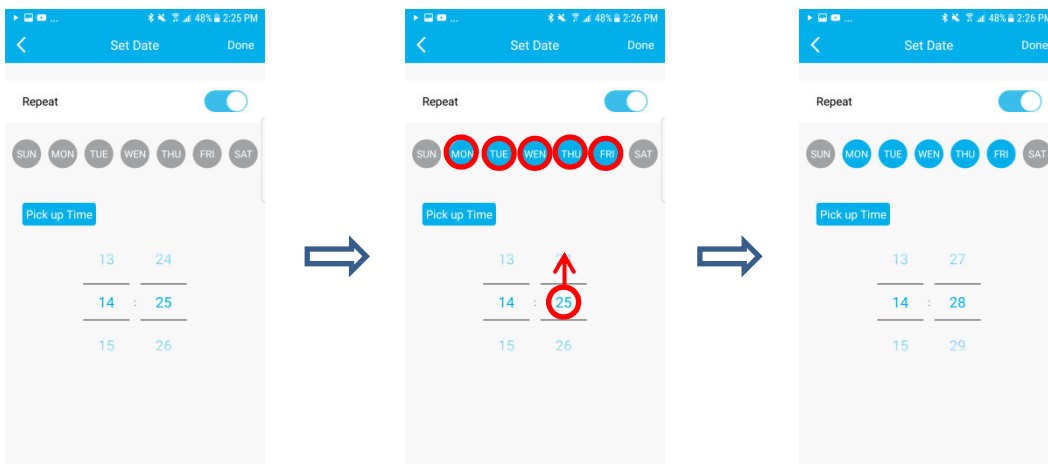 48% 2:25 PM
Set Date Done
Repeat
SUN MON TUE WEN THU FRI SAT
Pick up Time
13 24
14 : 25
15 26
48% 2:26 PM
Set Date Done
Repeat
SUN MON TUE WEN THU FRI SAT
Pick up Time
13
14 : 25
15 26
48% 2:26 PM
Set Date Done
Repeat
SUN MON TUE WEN THU FRI SAT
Pick up Time
13 27
14 : 28
15 29